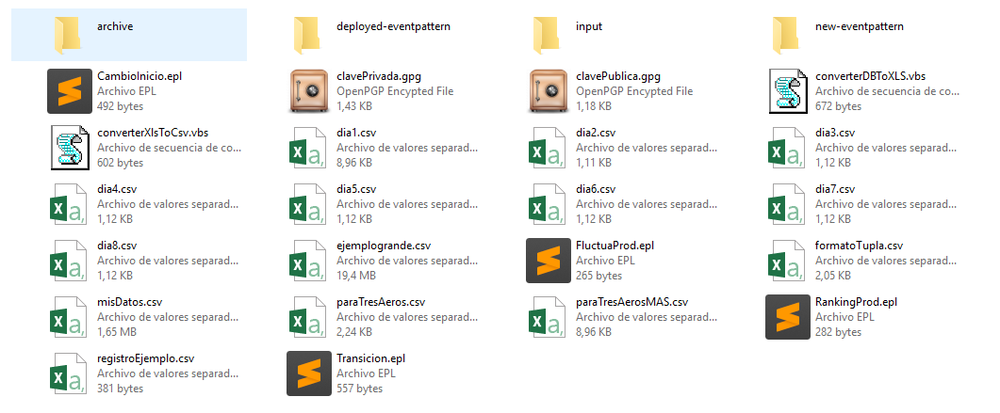 archive
deployed-eventpattern
input
new-eventpattern
CambioInicio.epl
Archivo EPL
492 bytes
clavePrivada.gpg
OpenPGP Encypted File
1,43 KB
clavePublica.gpg
OpenPGP Encypted File
1,18 KB
converterDBToXLS.vbs
Archivo de secuencia de co...
672 bytes
converterXlsToCsv.vbs
Archivo de secuencia de co...
602 bytes
dia1.csv
Archivo de valores separad...
8,96 KB
dia2.csv
Archivo de valores separad...
1,11 KB
dia3.csv
Archivo de valores separad...
1,12 KB
dia4.csv
Archivo de valores separad...
1,12 KB
dia5.csv
Archivo de valores separad...
1,12 KB
dia6.csv
Archivo de valores separad...
1,12 KB
dia7.csv
Archivo de valores separad...
1,12 KB
dia8.csv
Archivo de valores separad...
1,12 KB
ejemplogrande.csv
Archivo de valores separad...
19,4 MB
FluctuaProd.epl
Archivo EPL
265 bytes
formatoTupla.csv
Archivo de valores separad...
2,05 KB
misDatos.csv
Archivo de valores separad...
1,65 MB
paraTresAeros.csv
Archivo de valores separad...
2,24 KB
paraTresAerosMAS.csv
Archivo de valores separad...
8,96 KB
RankingProd.epl
Archivo EPL
282 bytes
registroEjemplo.csv
Archivo de valores separad...
381 bytes
Transicion.epl
Archivo EPL
557 bytes